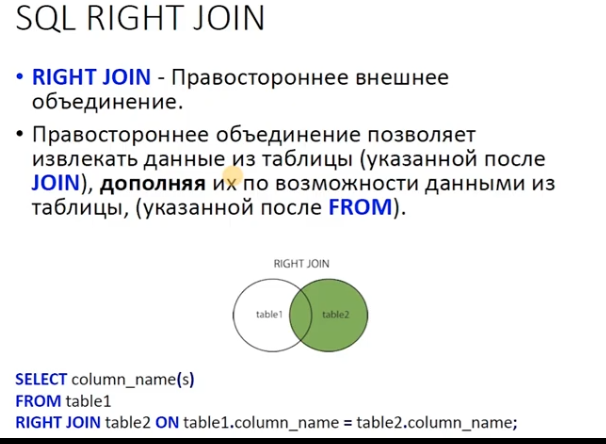 SQL RIGHT JOIN
• RIGHT JOIN - Правостороннее внешнее
объединение.
• Правостороннее объединение позволяет
извлекать данные из таблицы (указанной после
JOIN), дополняя их по возможности данными из
таблицы, (указанной после FROM).
RIGHT JOIN
table1 table2
SELECT column_name(s)
FROM table1
RIGHT JOIN table2 ON table1.column_name = table2.column_name;